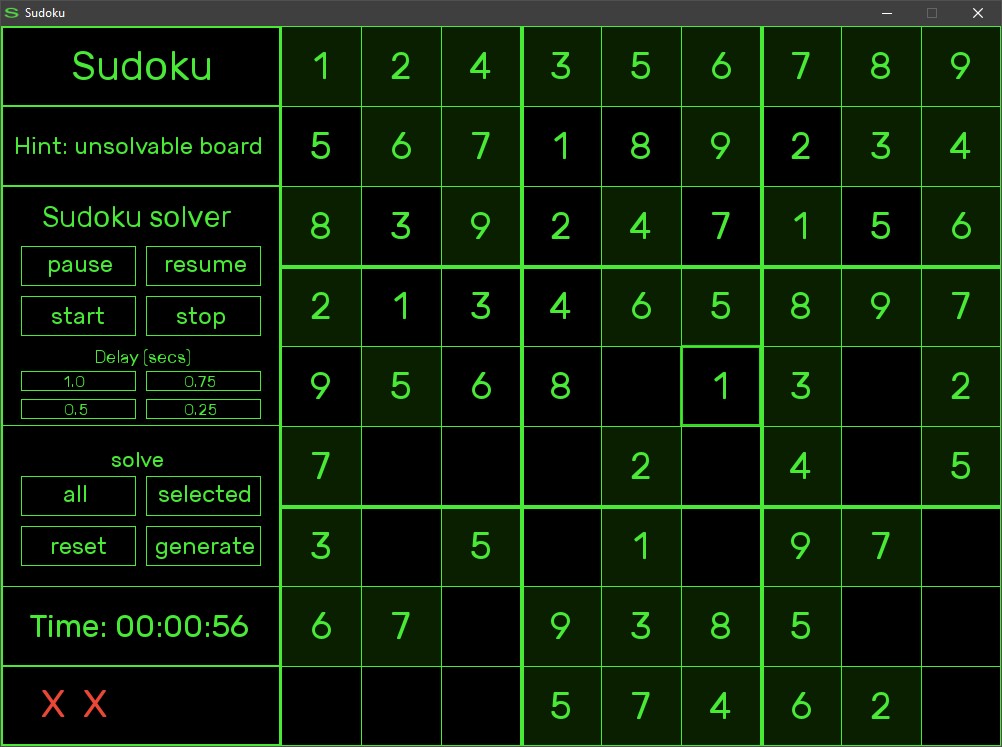 Sudoku
Sudoku
Hint: unsolvable board
Sudoku solver
pause resume
start stop
Delay (secs)
1.0 0.75
0.5 0.25
solve
all selected
reset generate
Time: 00:00:56
X X
1 2 4 3 5 6 7 8 9
5 6 7 1 8 9 2 3 4
8 3 9 2 4 7 1 5 6
2 1 3 4 6 5 8 9 7
9 5 6 8 1 3 2
7 2 4 5
3 5 1 9 7
6 7 9 3 8 5
5 7 4 6 2